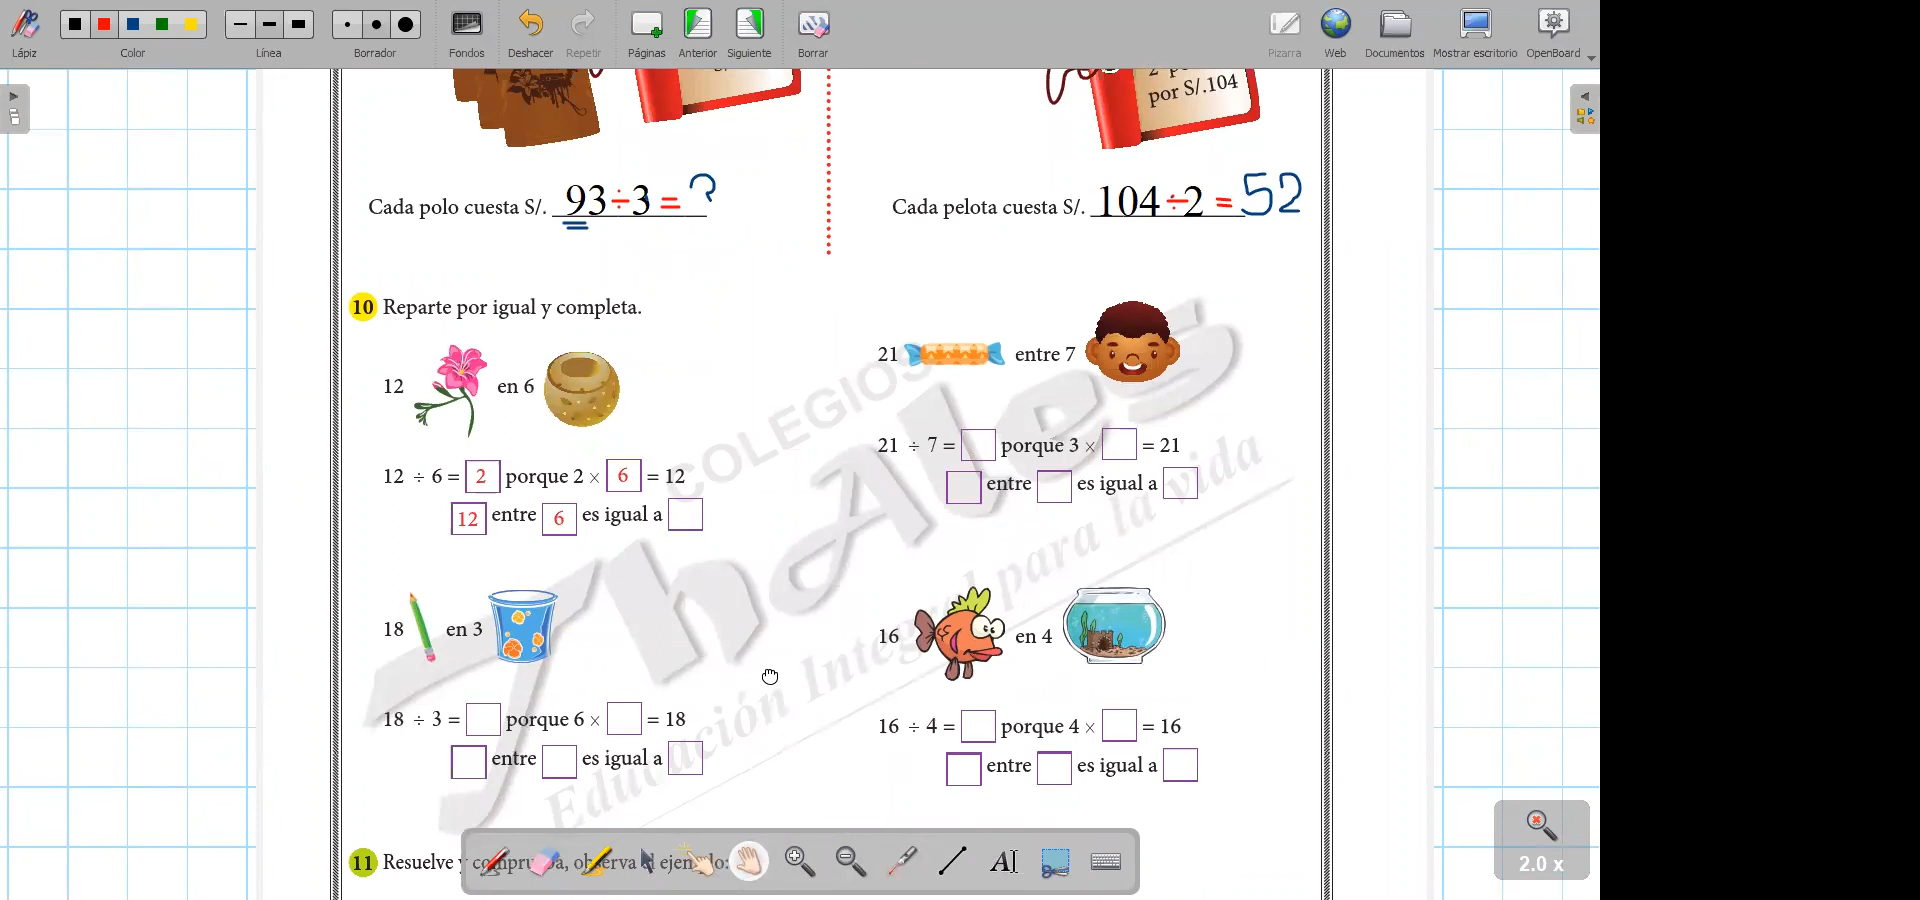 Lápiz
Color
Línea
Borrador
Fondos
Deshacer
Repetir
Páginas
Anterior
Siguiente
Borrar
Pizarra
Web
Documentos
Mostrar escritorio
OpenBoard
por S/.104
Cada polo cuesta S/. 93÷3 = ?
Cada pelota cuesta S/. 104÷2 = 52
10 Reparte por igual y completa.
12 en 6
12 ÷ 6 = 2 porque 2 × 6 = 12
12 entre 6 es igual a
21 entre 7
21 ÷ 7 = porque 3 × = 21
entre es igual a
18 en 3
18 ÷ 3 = porque 6 × = 18
entre es igual a
16 en 4
16 ÷ 4 = porque 4 × = 16
entre es igual a
COLEGIOS
ThAles
Educación Integral para la vida
11 Resuelve y comprueba, observa el ejemplo:
2.0 x